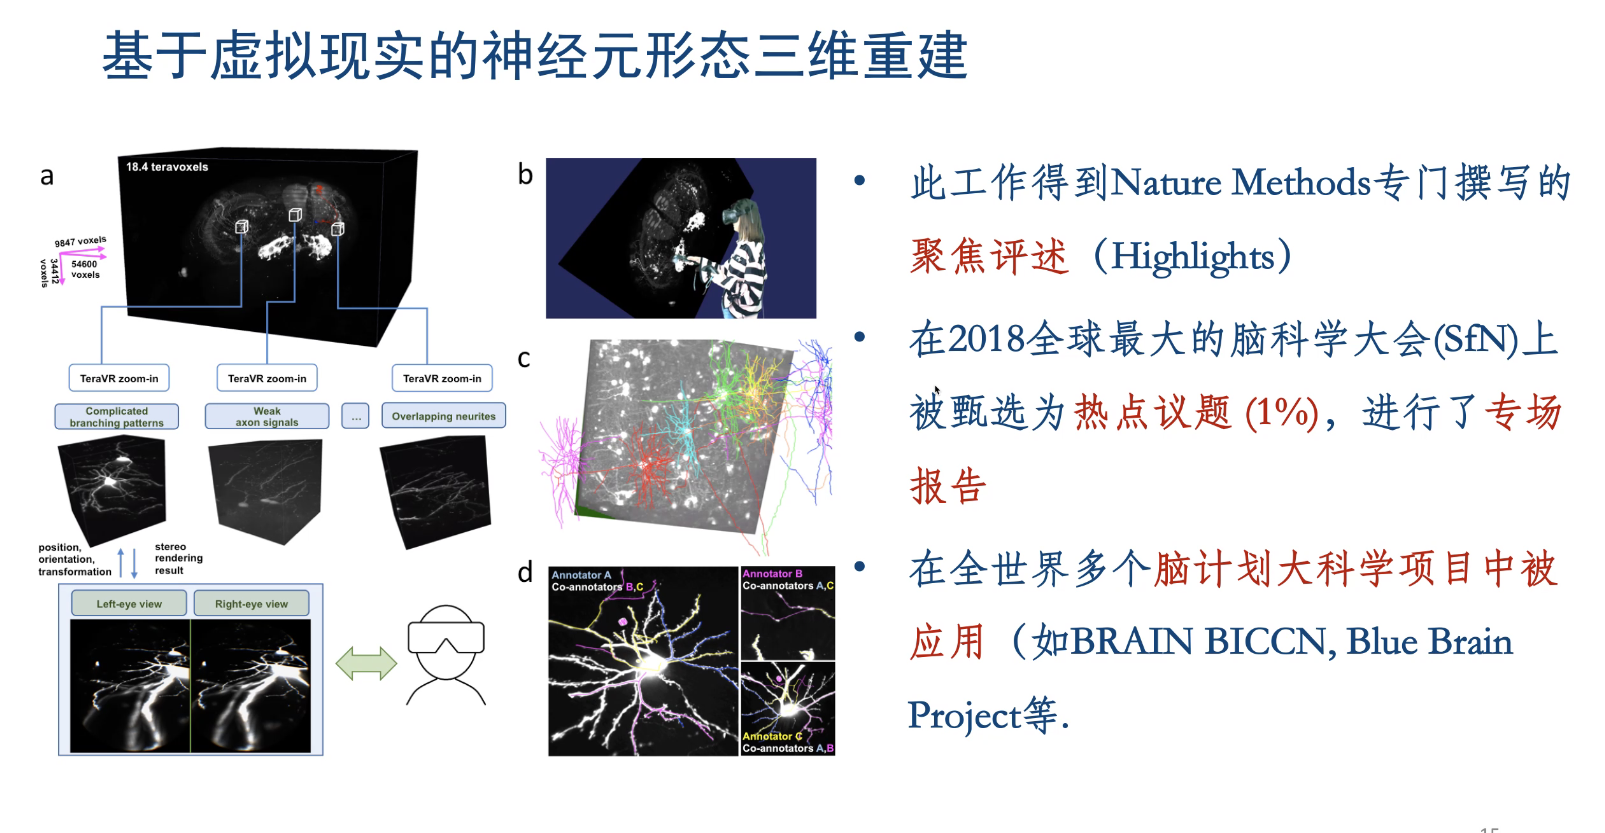 基于虚拟现实的神经元形态三维重建
a
18.4 teravoxels
9847 voxels
54600
voxels
34412
voxels
TeraVR zoom-in
TeraVR zoom-in
TeraVR zoom-in
Complicated
branching patterns
Weak
axon signals
...
Overlapping neurites
position,
orientation,
transformation
stereo
rendering
result
Left-eye view
Right-eye view
b
c
d
Annotator A
Co-annotators B,C
Annotator B
Co-annotators A,C
Annotator C
Co-annotators A,B
• 此工作得到Nature Methods专门撰写的
聚焦评述（Highlights）
• 在2018全球最大的脑科学大会(SfN)上
被甄选为热点议题 (1%)，进行了专场
报告
• 在全世界多个脑计划大科学项目中被
应用（如BRAIN BICCN, Blue Brain
Project等.